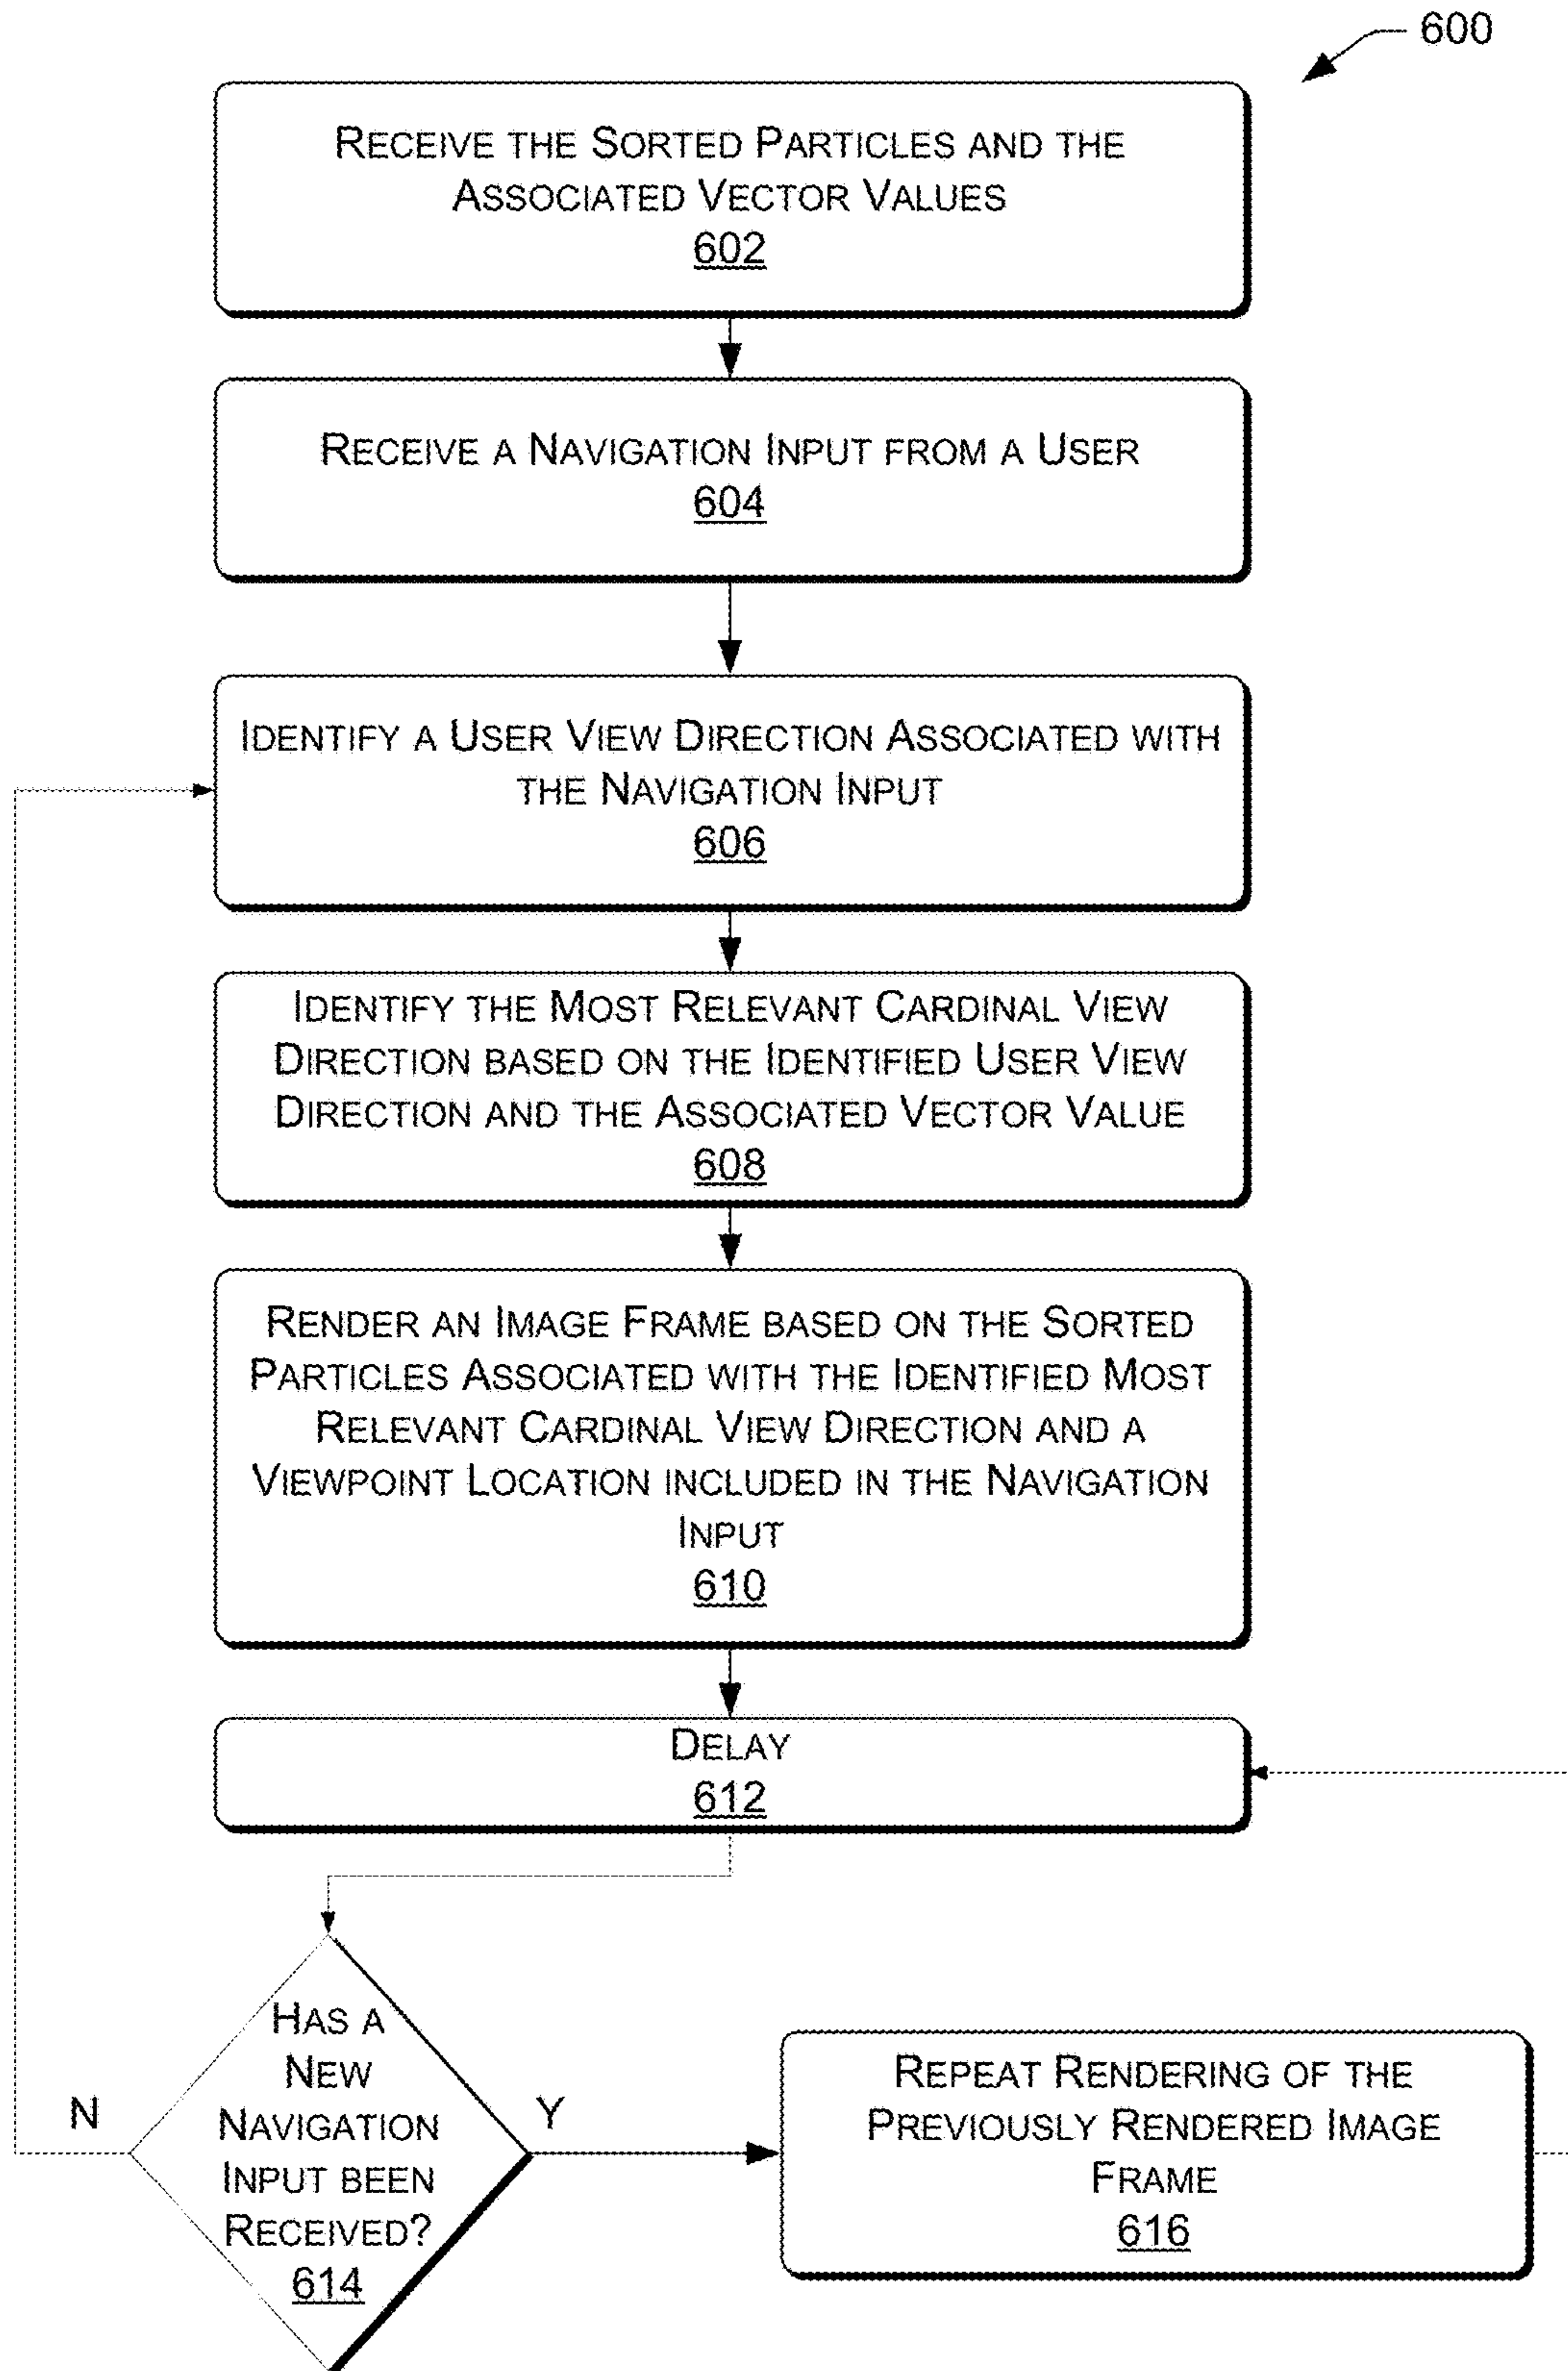 600
RECEIVE THE SORTED PARTICLES AND THE
ASSOCIATED VECTOR VALUES
602
RECEIVE A NAVIGATION INPUT FROM A USER
604
IDENTIFY A USER VIEW DIRECTION ASSOCIATED WITH
THE NAVIGATION INPUT
606
IDENTIFY THE MOST RELEVANT CARDINAL VIEW
DIRECTION BASED ON THE IDENTIFIED USER VIEW
DIRECTION AND THE ASSOCIATED VECTOR VALUE
608
RENDER AN IMAGE FRAME BASED ON THE SORTED
PARTICLES ASSOCIATED WITH THE IDENTIFIED MOST
RELEVANT CARDINAL VIEW DIRECTION AND A
VIEWPOINT LOCATION INCLUDED IN THE NAVIGATION
INPUT
610
DELAY
612
HAS A
NEW
NAVIGATION
INPUT BEEN
RECEIVED?
614
N
Y
REPEAT RENDERING OF THE
PREVIOUSLY RENDERED IMAGE
FRAME
616